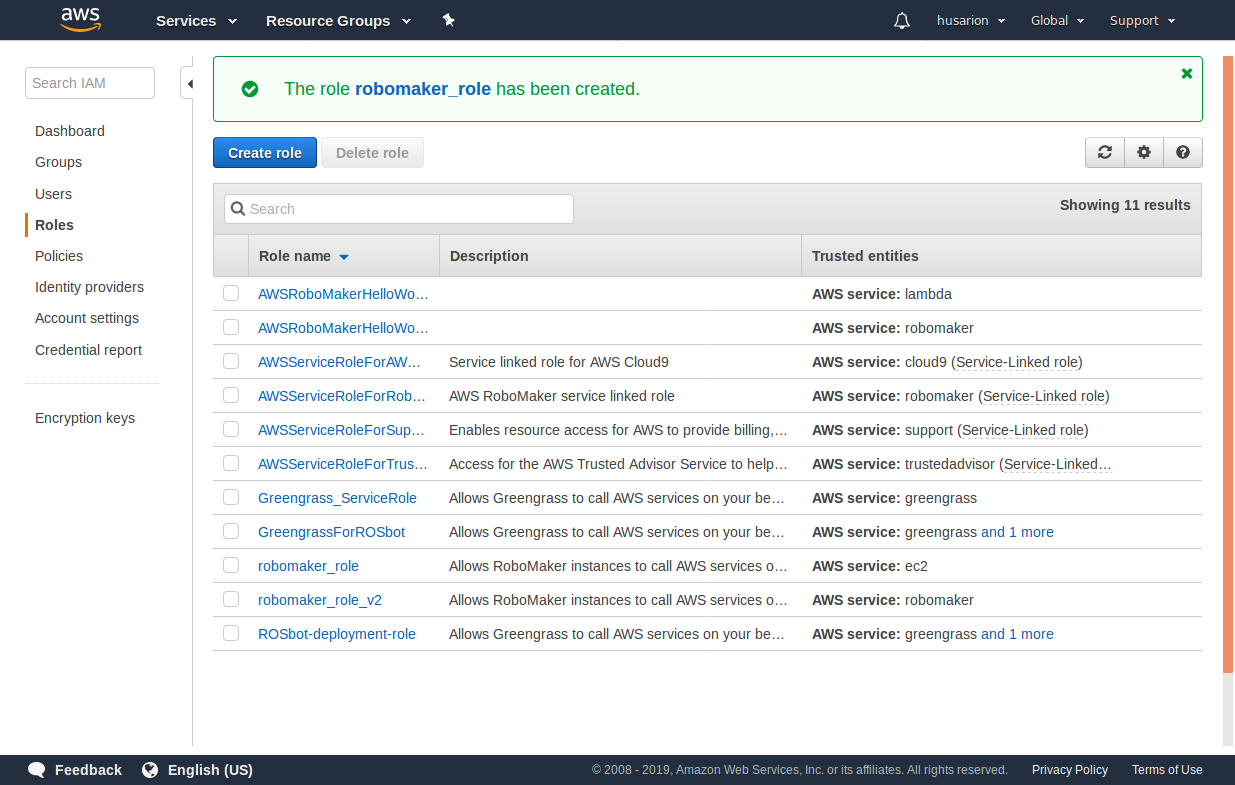 aws Services Resource Groups husarion Global Support
Search IAM
Dashboard
Groups
Users
Roles
Policies
Identity providers
Account settings
Credential report
Encryption keys
The role robomaker_role has been created.
Create role Delete role
Search Showing 11 results
Role name Description Trusted entities
AWSRoboMakerHelloWo… AWS service: lambda
AWSRoboMakerHelloWo… AWS service: robomaker
AWSServiceRoleForAW… Service linked role for AWS Cloud9 AWS service: cloud9 (Service-Linked role)
AWSServiceRoleForRob… AWS RoboMaker service linked role AWS service: robomaker (Service-Linked role)
AWSServiceRoleForSup… Enables resource access for AWS to provide billing,… AWS service: support (Service-Linked role)
AWSServiceRoleForTrus… Access for the AWS Trusted Advisor Service to help… AWS service: trustedadvisor (Service-Linked…
Greengrass_ServiceRole Allows Greengrass to call AWS services on your be… AWS service: greengrass
GreengrassForROSbot Allows Greengrass to call AWS services on your be… AWS service: greengrass and 1 more
robomaker_role Allows RoboMaker instances to call AWS services o… AWS service: ec2
robomaker_role_v2 Allows RoboMaker instances to call AWS services o… AWS service: robomaker
ROSbot-deployment-role Allows Greengrass to call AWS services on your be… AWS service: greengrass and 1 more
Feedback English (US) © 2008 - 2019, Amazon Web Services, Inc. or its affiliates. All rights reserved. Privacy Policy Terms of Use